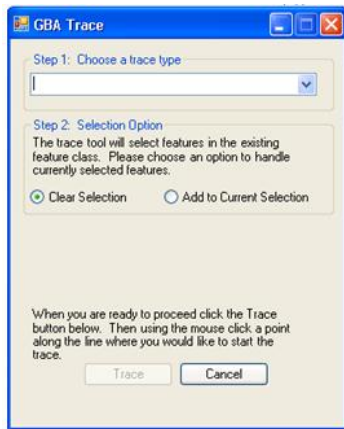 GBA Trace
Step 1: Choose a trace type
Step 2: Selection Option
The trace tool will select features in the existing
feature class. Please choose an option to handle
currently selected features.
Clear Selection
Add to Current Selection
When you are ready to proceed click the Trace
button below. Then using the mouse click a point
along the line where you would like to start the
trace.
Trace
Cancel